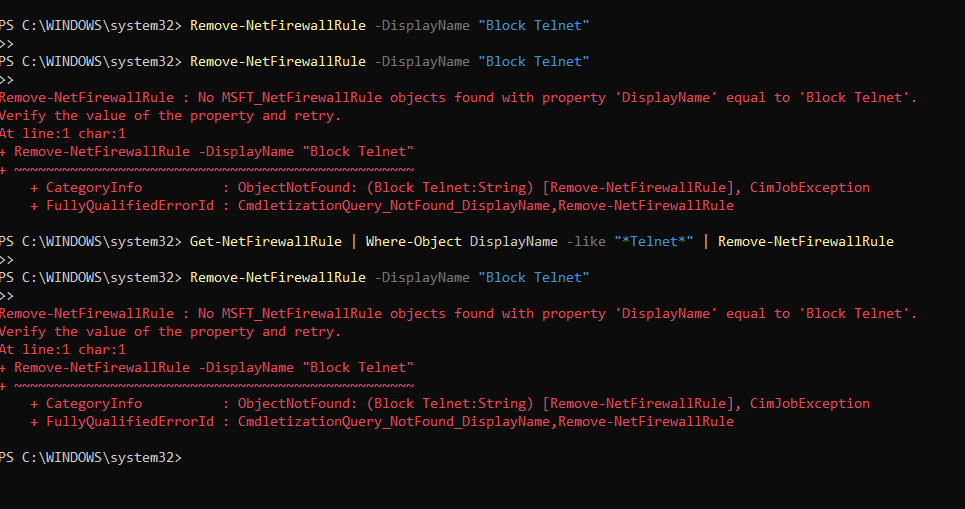 PS C:\WINDOWS\system32> Remove-NetFirewallRule -DisplayName "Block Telnet"
>>
PS C:\WINDOWS\system32> Remove-NetFirewallRule -DisplayName "Block Telnet"
>>
Remove-NetFirewallRule : No MSFT_NetFirewallRule objects found with property 'DisplayName' equal to 'Block Telnet'.
Verify the value of the property and retry.
At line:1 char:1
+ Remove-NetFirewallRule -DisplayName "Block Telnet"
+ ~~~~~~~~~~~~~~~~~~~~~~~~~~~~~~~~~~~~~~~~~~~~~~~~~~
    + CategoryInfo          : ObjectNotFound: (Block Telnet:String) [Remove-NetFirewallRule], CimJobException
    + FullyQualifiedErrorId : CmdletizationQuery_NotFound_DisplayName,Remove-NetFirewallRule
PS C:\WINDOWS\system32> Get-NetFirewallRule | Where-Object DisplayName -like "*Telnet*" | Remove-NetFirewallRule
>>
PS C:\WINDOWS\system32> Remove-NetFirewallRule -DisplayName "Block Telnet"
>>
Remove-NetFirewallRule : No MSFT_NetFirewallRule objects found with property 'DisplayName' equal to 'Block Telnet'.
Verify the value of the property and retry.
At line:1 char:1
+ Remove-NetFirewallRule -DisplayName "Block Telnet"
+ ~~~~~~~~~~~~~~~~~~~~~~~~~~~~~~~~~~~~~~~~~~~~~~~~~~
    + CategoryInfo          : ObjectNotFound: (Block Telnet:String) [Remove-NetFirewallRule], CimJobException
    + FullyQualifiedErrorId : CmdletizationQuery_NotFound_DisplayName,Remove-NetFirewallRule
PS C:\WINDOWS\system32>